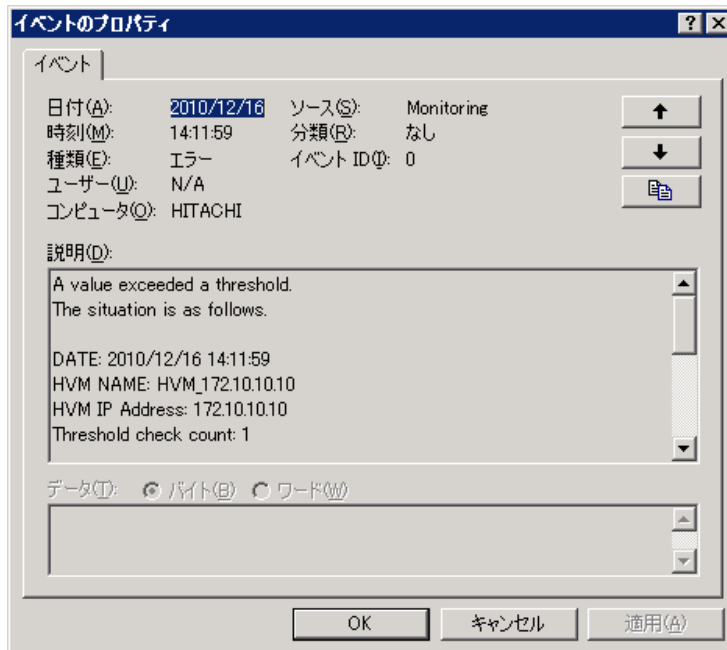 イベントのプロパティ
イベント
日付(A): 2010/12/16 ソース(S): Monitoring
時刻(M): 14:11:59 分類(R): なし
種類(E): エラー イベント ID(I): 0
ユーザー(U): N/A
コンピュータ(O): HITACHI
説明(D):
A value exceeded a threshold.
The situation is as follows.
DATE: 2010/12/16 14:11:59
HVM NAME: HVM_172.10.10.10
HVM IP Address: 172.10.10.10
Threshold check count: 1
データ(T): バイト(B) ワード(W)
OK キャンセル 適用(A)